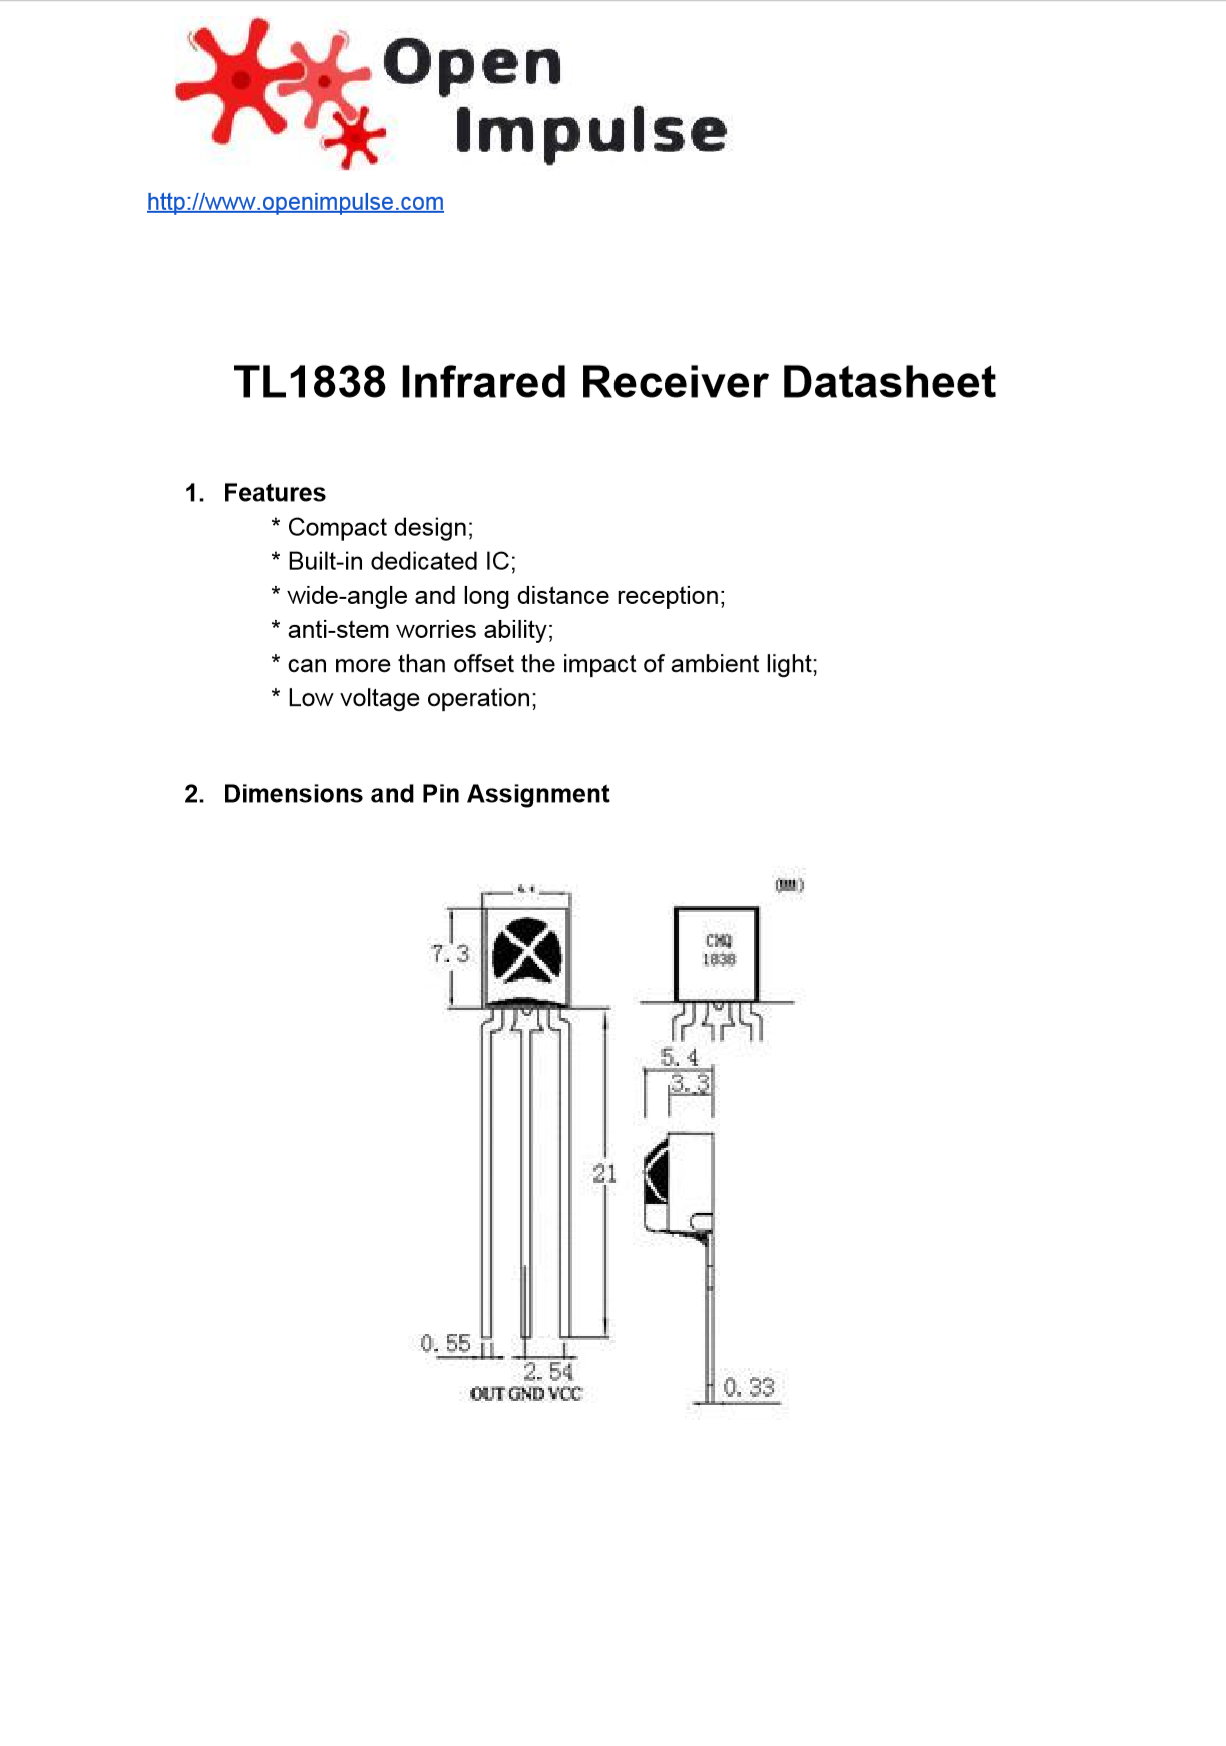 Open
Impulse
http://www.openimpulse.com
TL1838 Infrared Receiver Datasheet
1. Features
* Compact design;
* Built-in dedicated IC;
* wide-angle and long distance reception;
* anti-stem worries ability;
* can more than offset the impact of ambient light;
* Low voltage operation;
2. Dimensions and Pin Assignment
7.3
CMQ
1838
5.4
3.3
21
0.55
2.54
OUT GND VCC
0.33